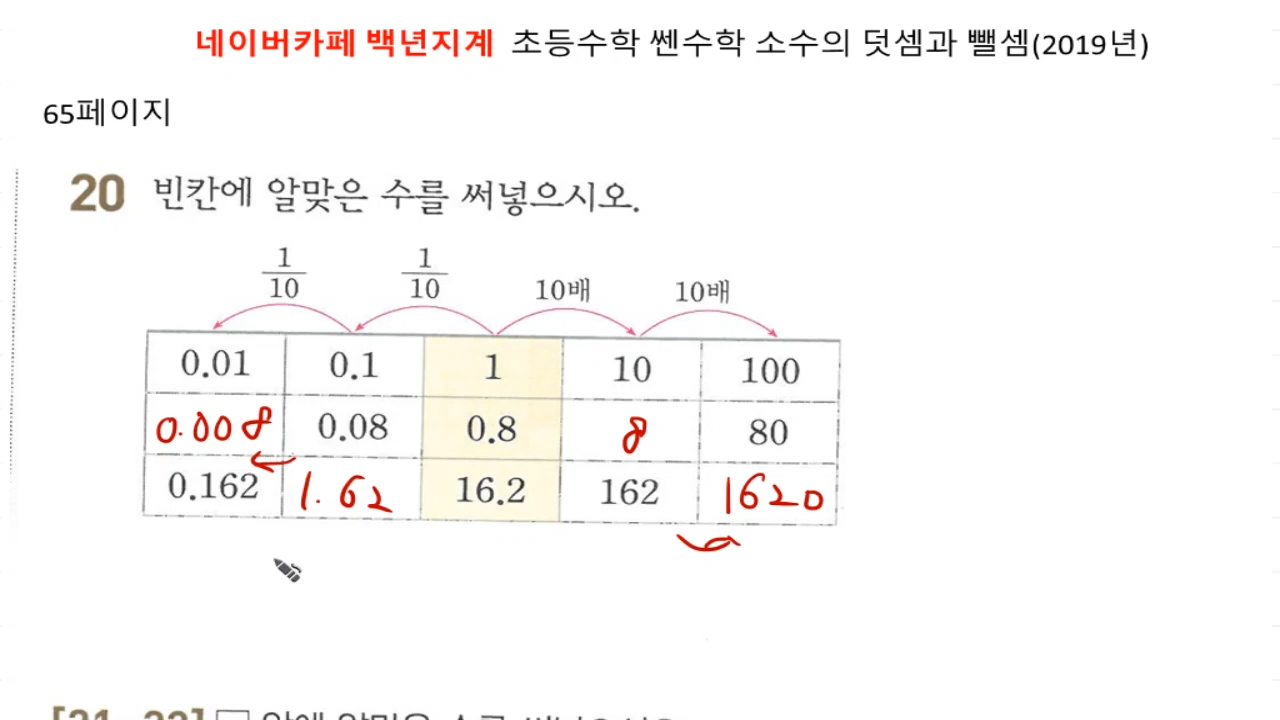 네이버카페 백년지계 초등수학 쎈수학 소수의 덧셈과 뺄셈(2019년)
65페이지
20 빈칸에 알맞은 수를 써넣으시오.
1/10 1/10 10배 10배
0.01 0.1 1 10 100
0.008 0.08 0.8 8 80
0.162 1.62 16.2 162 1620